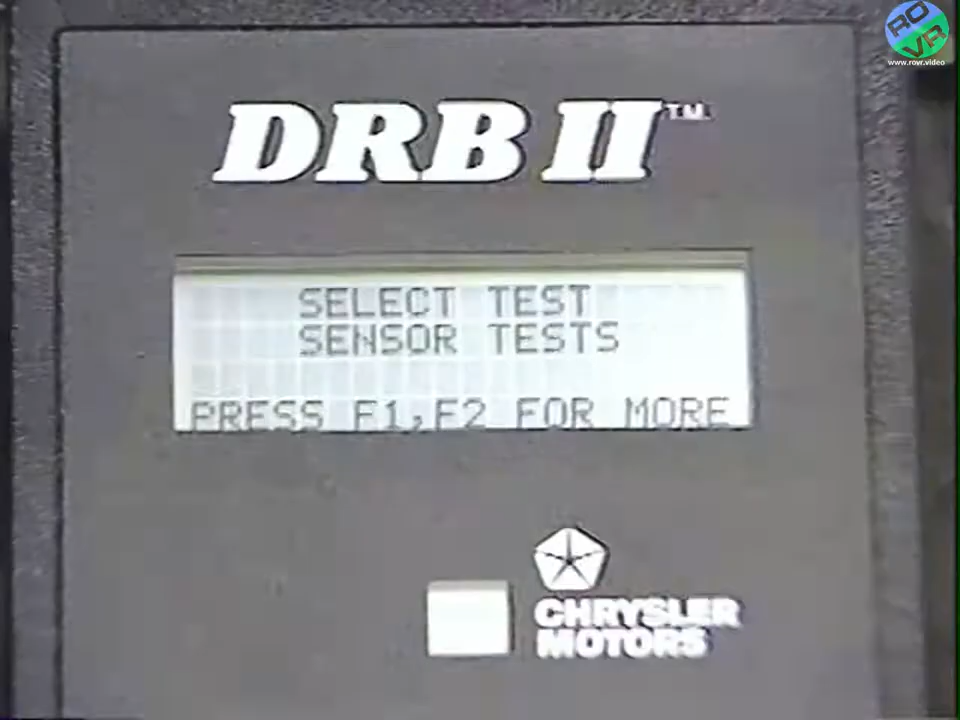 RO
VR
www.rovr.video
DRB II™
SELECT TEST
SENSOR TESTS
PRESS F1,F2 FOR MORE
CHRYSLER
MOTORS